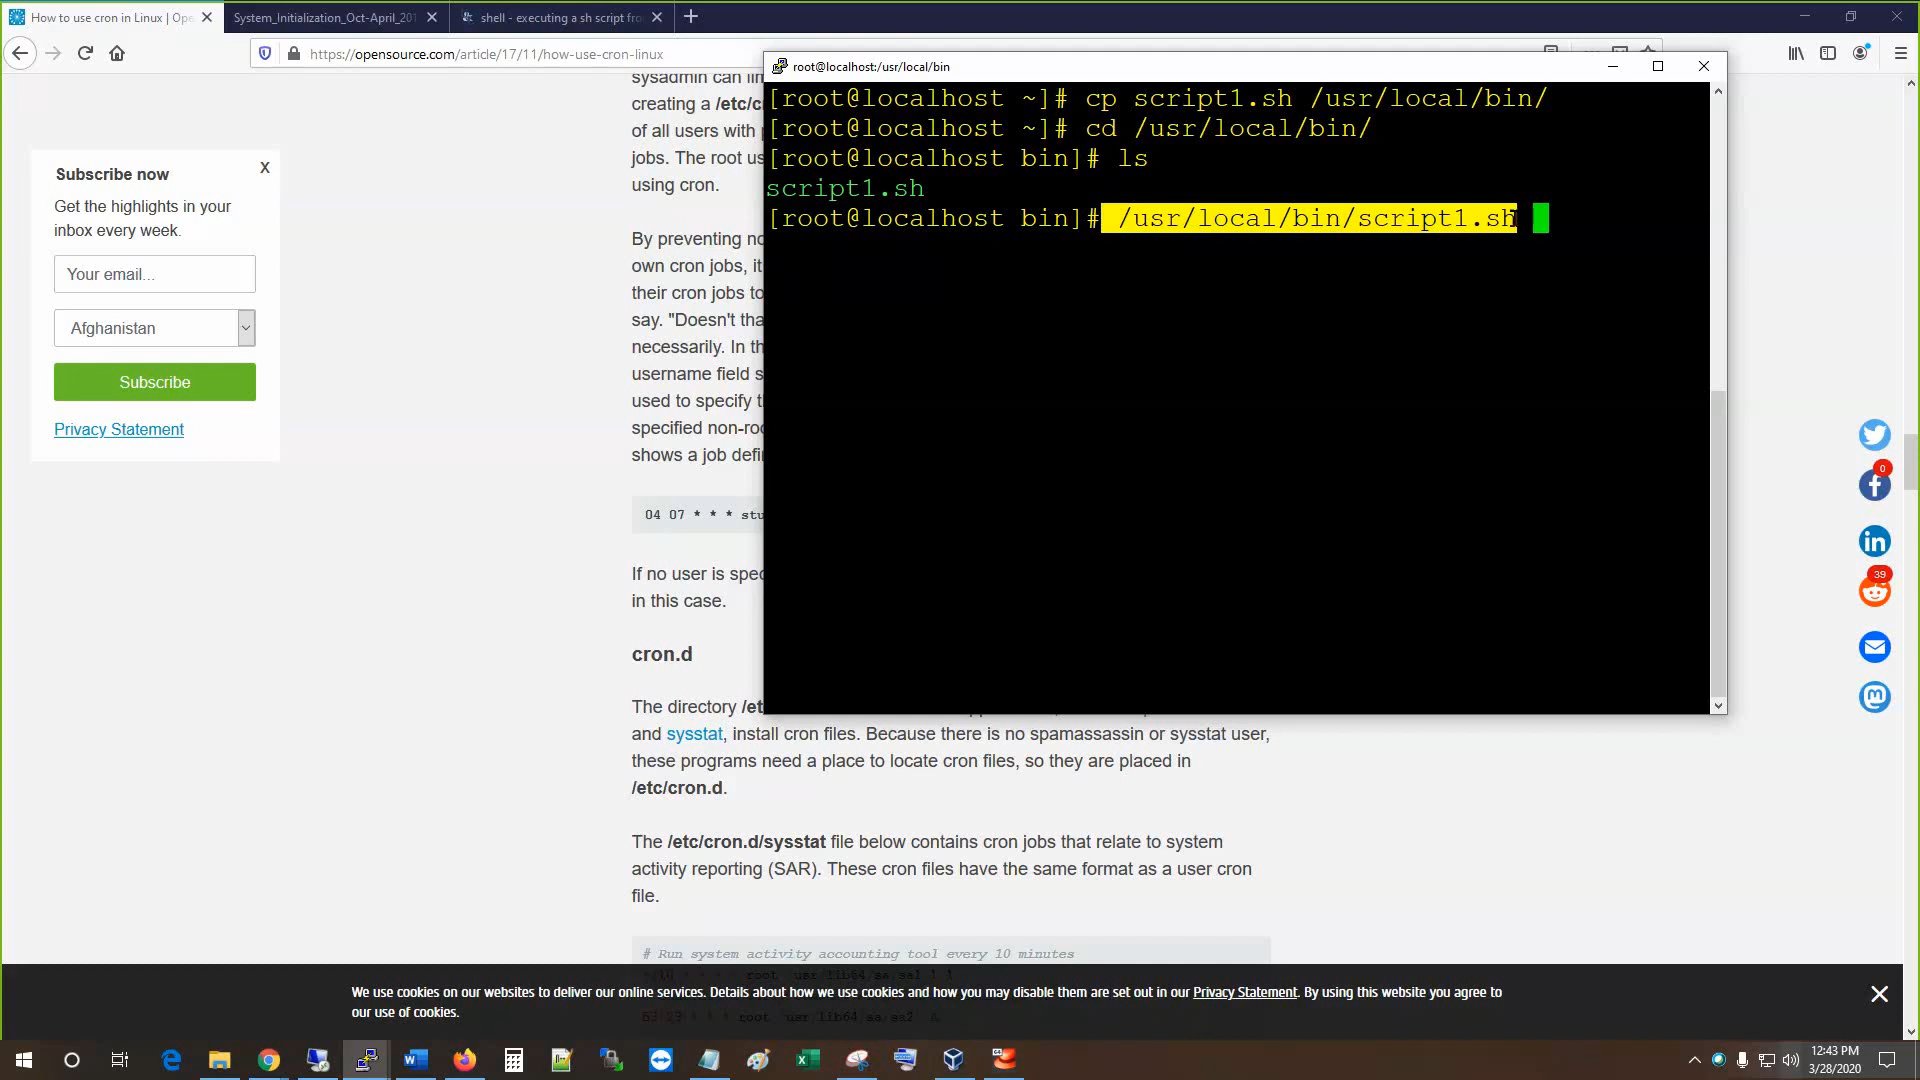 How to use cron in Linux | Ope
System_Initialization_Oct-April_201
shell - executing a sh script fro
https://opensource.com/article/17/11/how-use-cron-linux
Subscribe now
X
Get the highlights in your
inbox every week.
Your email...
Afghanistan
Subscribe
Privacy Statement
sysadmin can
creating a /etc/c
of all users with
jobs. The root
using cron.
By preventing
own cron jobs, it
their cron jobs to
say. "Doesn't
necessarily. In
username field
used to specify
specified
shows a job
04 07 * * *
If no user is
in this case.
cron.d
The directory
and sysstat, install cron files. Because there is no spamassassin or sysstat user,
these programs need a place to locate cron files, so they are placed in
/etc/cron.d.
The /etc/cron.d/sysstat file below contains cron jobs that relate to system
activity reporting (SAR). These cron files have the same format as a user cron
file.
# Run system activity accounting tool every 10 minutes
root@localhost:/usr/local/bin
[root@localhost ~]# cp script1.sh /usr/local/bin/
[root@localhost ~]# cd /usr/local/bin/
[root@localhost bin]# ls
script1.sh
[root@localhost bin]# /usr/local/bin/script1.sh
0
39
We use cookies on our websites to deliver our online services. Details about how we use cookies and how you may disable them are set out in our Privacy Statement. By using this website you agree to
our use of cookies.
12:43 PM
3/28/2020